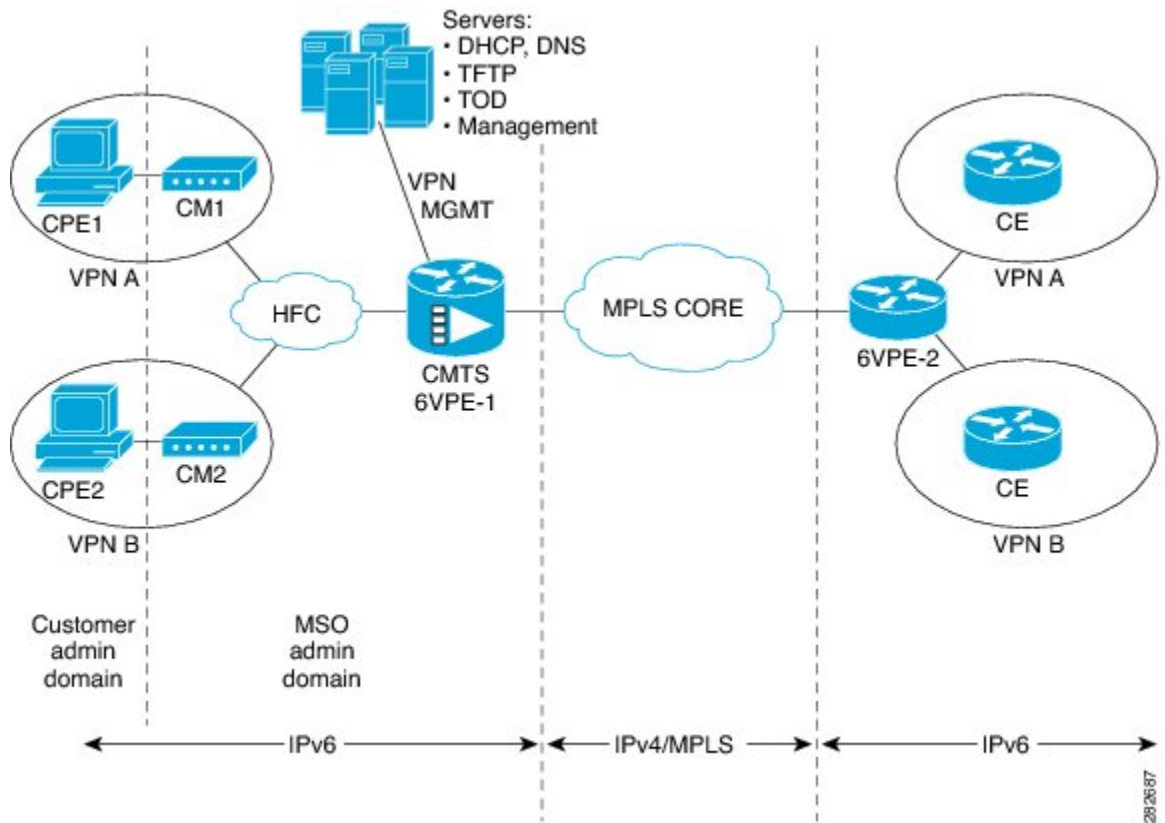 Servers:
• DHCP, DNS
• TFTP
• TOD
• Management
VPN
MGMT
CPE1
CM1
VPN A
HFC
CMTS
6VPE-1
MPLS CORE
6VPE-2
CE
VPN A
CPE2
CM2
VPN B
CE
VPN B
Customer
admin
domain
MSO
admin
domain
IPv6
IPv4/MPLS
IPv6
282687